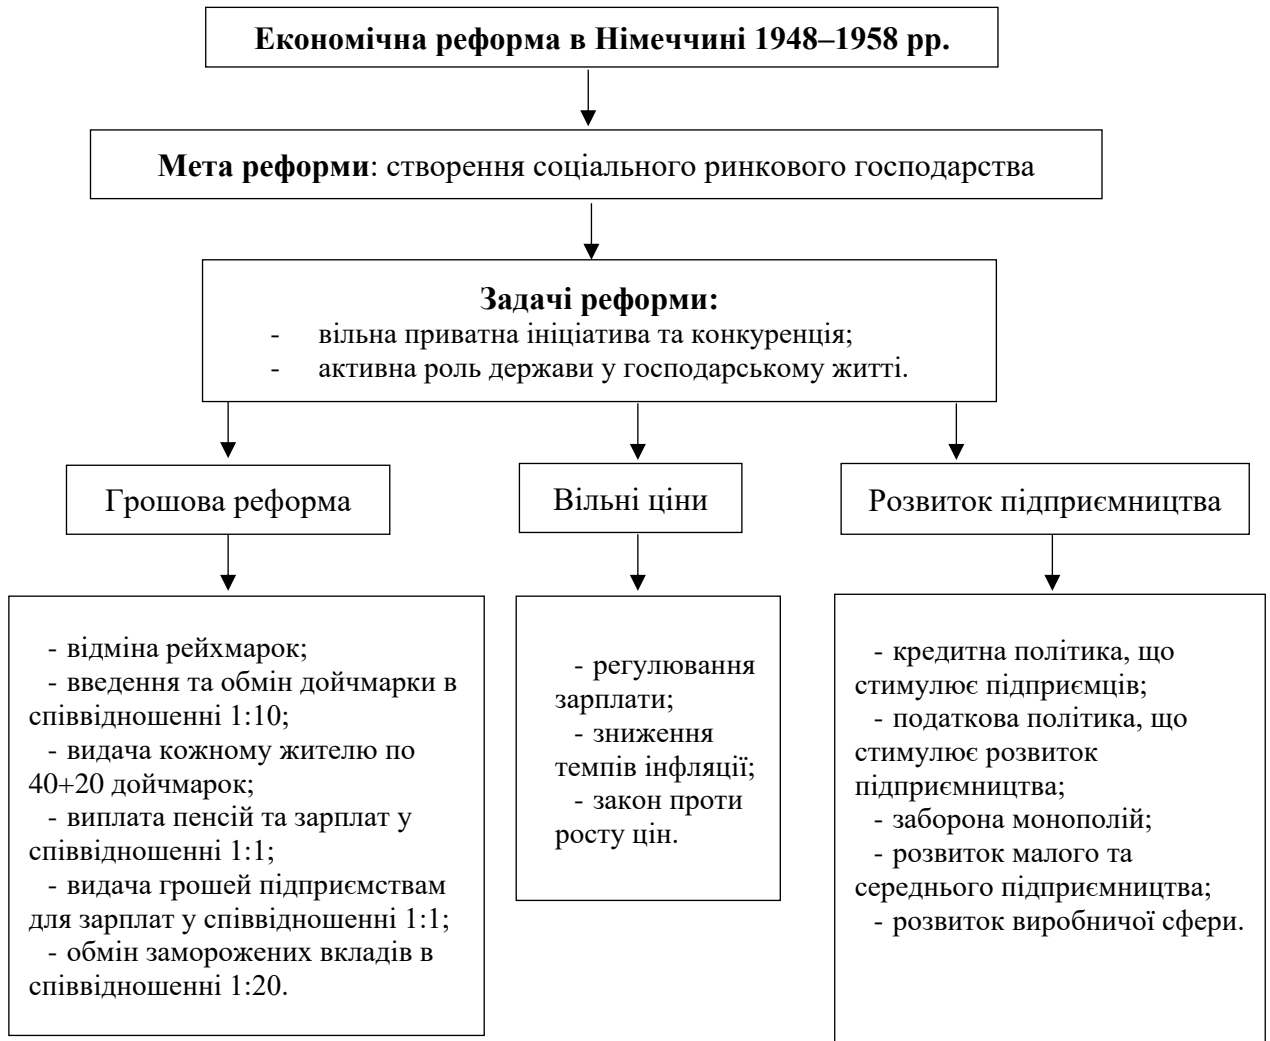 Економічна реформа в Німеччині 1948–1958 рр.
Мета реформи: створення соціального ринкового господарства
Задачі реформи:
- вільна приватна ініціатива та конкуренція;
- активна роль держави у господарському житті.
Грошова реформа
Вільні ціни
Розвиток підприємництва
- відміна рейхмарок;
- введення та обмін дойчмарки в
співвідношенні 1:10;
- видача кожному жителю по
40+20 дойчмарок;
- виплата пенсій та зарплат у
співвідношенні 1:1;
- видача грошей підприємствам
для зарплат у співвідношенні 1:1;
- обмін заморожених вкладів в
співвідношенні 1:20.
- регулювання
зарплати;
- зниження
темпів інфляції;
- закон проти
росту цін.
- кредитна політика, що
стимулює підприємців;
- податкова політика, що
стимулює розвиток
підприємництва;
- заборона монополій;
- розвиток малого та
середнього підприємництва;
- розвиток виробничої сфери.